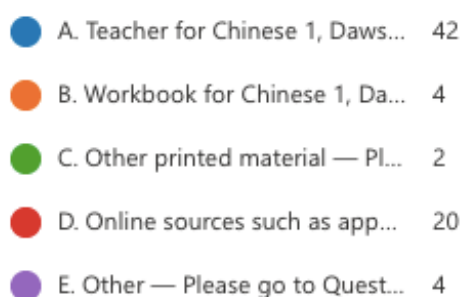 A. Teacher for Chinese 1, Daws... 42
B. Workbook for Chinese 1, Da... 4
C. Other printed material — Pl... 2
D. Online sources such as app... 20
E. Other — Please go to Quest... 4